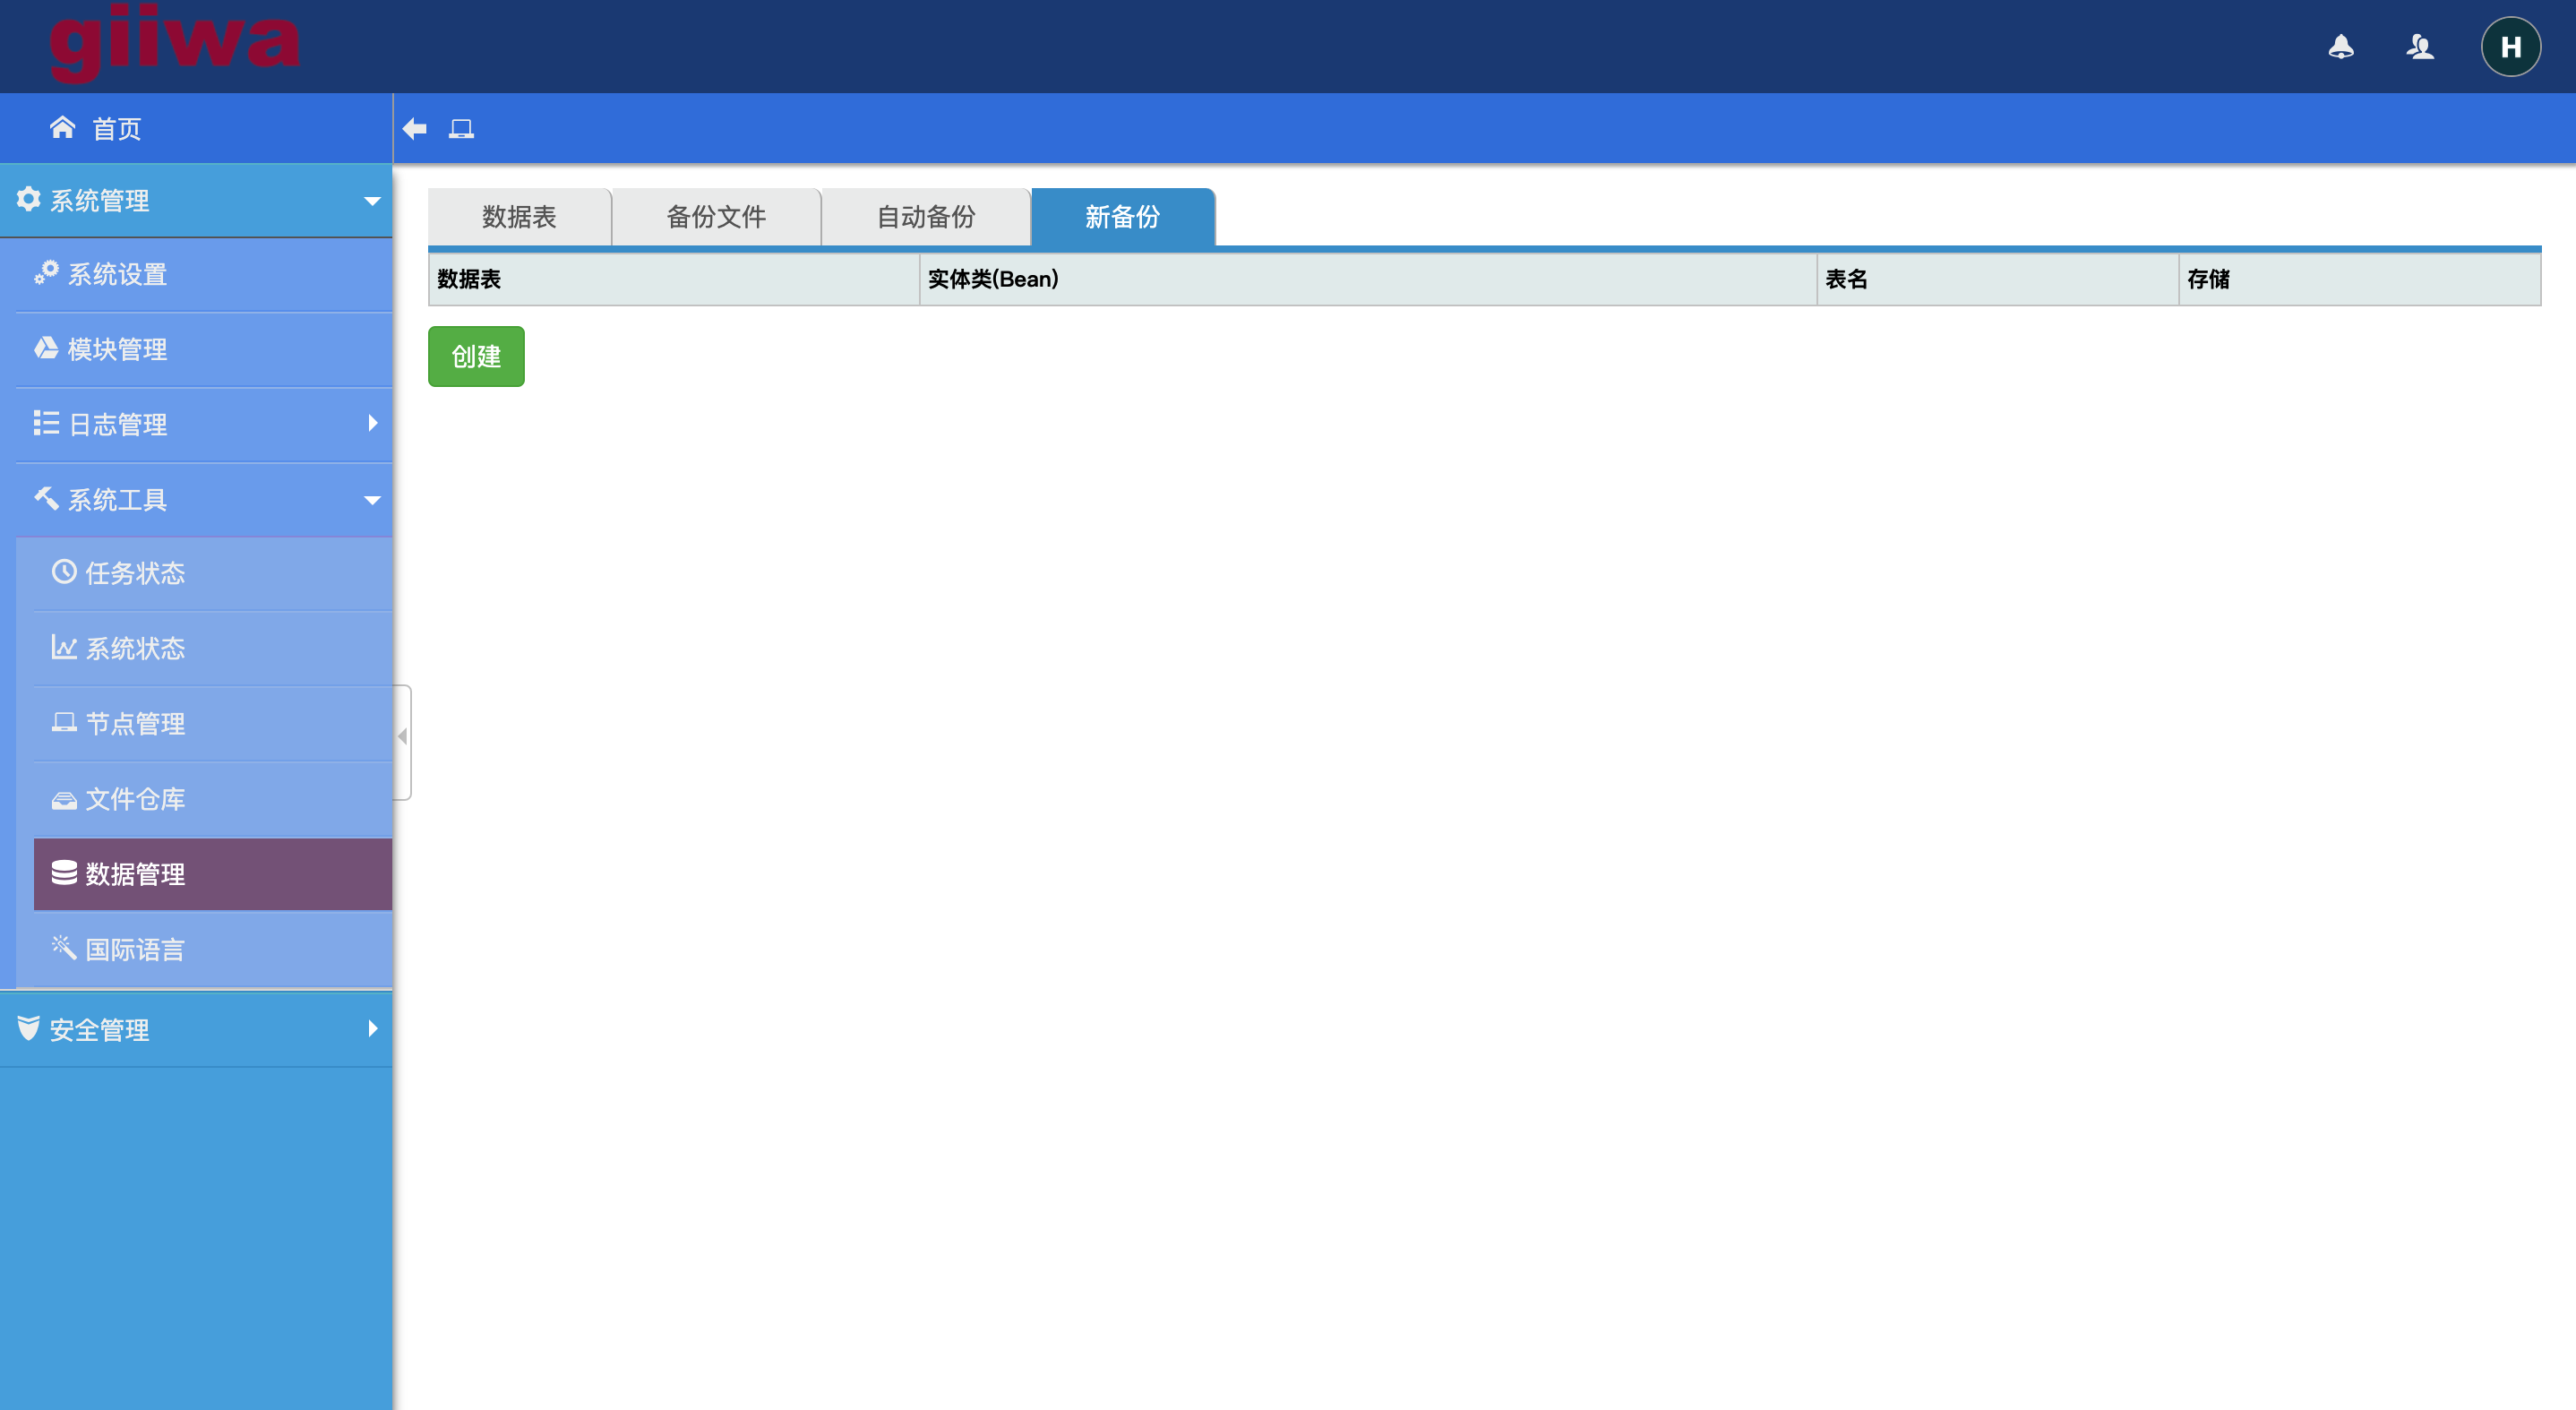 giiwa
H
首页
系统管理
系统设置
模块管理
日志管理
系统工具
任务状态
系统状态
节点管理
文件仓库
数据管理
国际语言
安全管理
数据表 备份文件 自动备份 新备份
数据表 实体类(Bean) 表名 存储
创建